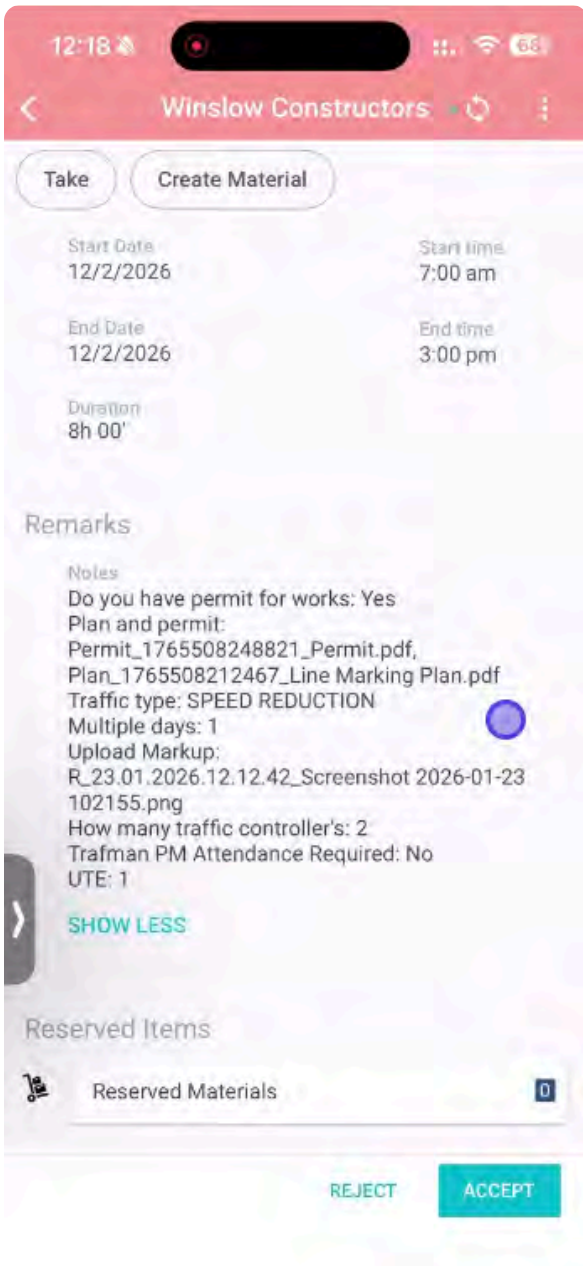 12:18
68
Winslow Constructors
Take
Create Material
Start Date
Start time
12/2/2026
7:00 am
End Date
End time
12/2/2026
3:00 pm
Duration
8h 00'
Remarks
Notes
Do you have permit for works: Yes
Plan and permit:
Permit_1765508248821_Permit.pdf,
Plan_1765508212467_Line Marking Plan.pdf
Traffic type: SPEED REDUCTION
Multiple days: 1
Upload Markup:
R_23.01.2026.12.12.42_Screenshot 2026-01-23
102155.png
How many traffic controller's: 2
Trafman PM Attendance Required: No
UTE: 1
SHOW LESS
Reserved Items
Reserved Materials
0
REJECT
ACCEPT